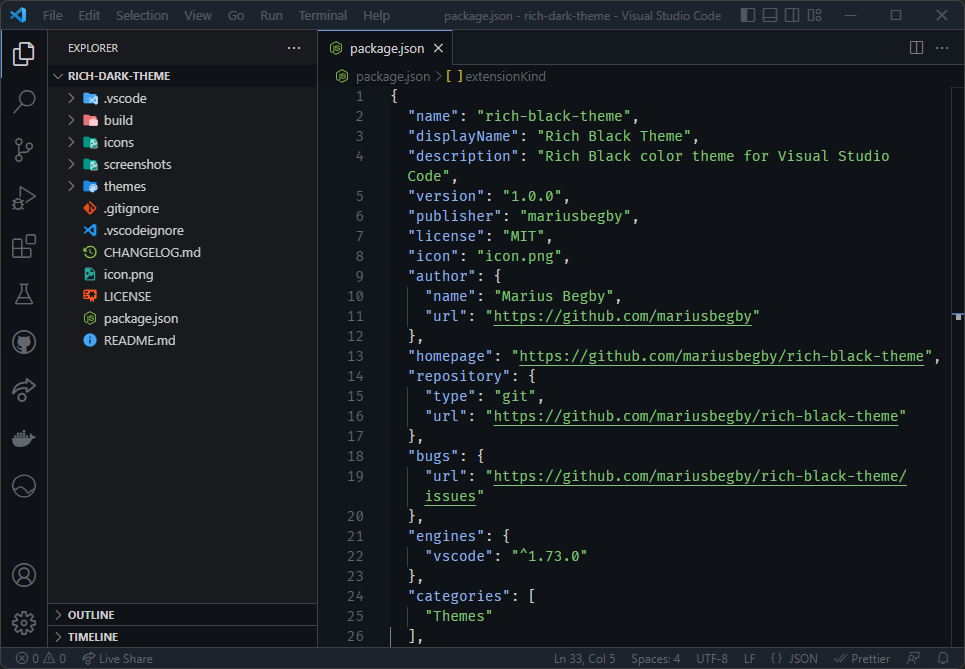 File Edit Selection View Go Run Terminal Help package.json - rich-dark-theme - Visual Studio Code
EXPLORER
RICH-DARK-THEME
.vscode
build
icons
screenshots
themes
.gitignore
.vscodeignore
CHANGELOG.md
icon.png
LICENSE
package.json
README.md
OUTLINE
TIMELINE
package.json
package.json > [ ] extensionKind
1 {
2 "name": "rich-black-theme",
3 "displayName": "Rich Black Theme",
4 "description": "Rich Black color theme for Visual Studio
Code",
5 "version": "1.0.0",
6 "publisher": "mariusbegby",
7 "license": "MIT",
8 "icon": "icon.png",
9 "author": {
10 "name": "Marius Begby",
11 "url": "https://github.com/mariusbegby"
12 },
13 "homepage": "https://github.com/mariusbegby/rich-black-theme",
14 "repository": {
15 "type": "git",
16 "url": "https://github.com/mariusbegby/rich-black-theme"
17 },
18 "bugs": {
19 "url": "https://github.com/mariusbegby/rich-black-theme/
issues"
20 },
21 "engines": {
22 "vscode": "^1.73.0"
23 },
24 "categories": [
25 "Themes"
26 ],
0 0 Live Share Ln 33, Col 5 Spaces: 4 UTF-8 LF { } JSON Prettier